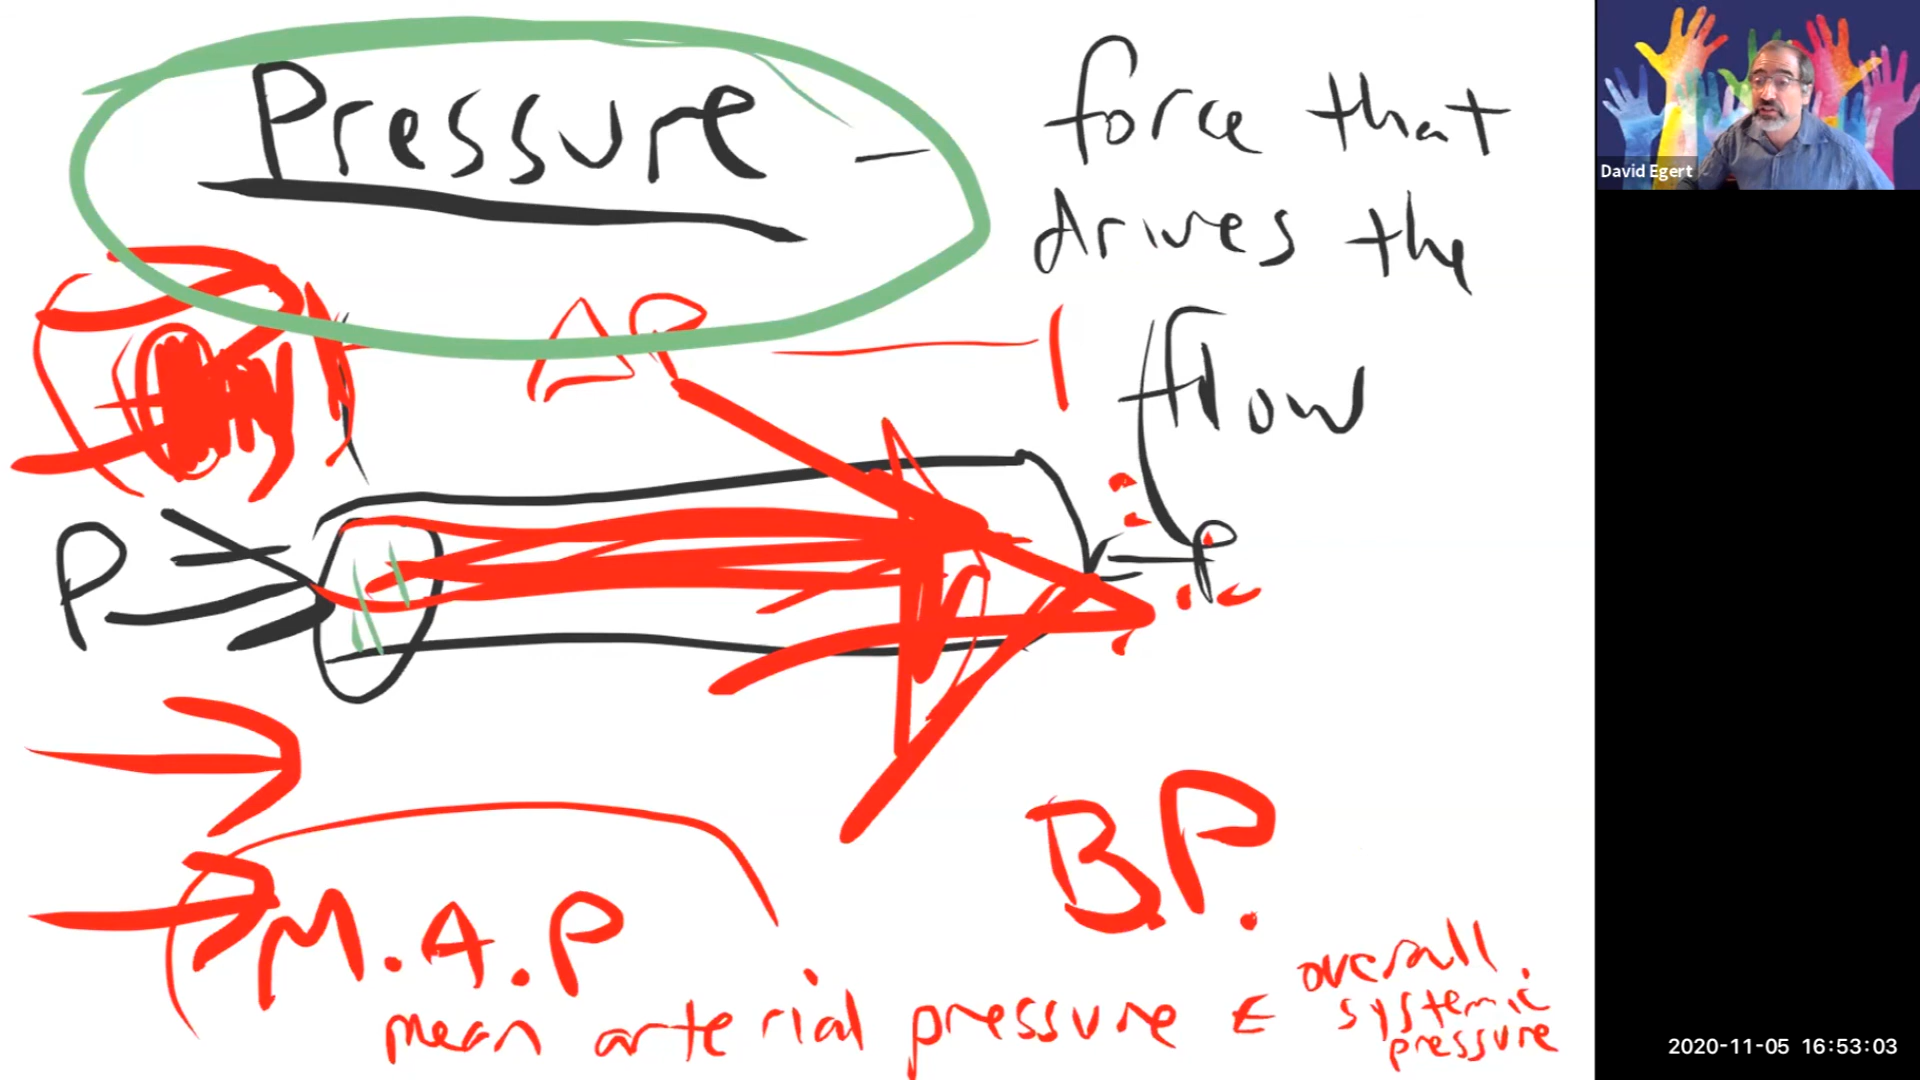 Pressure – force that
drives the
flow
ΔP
P
P
B.P.
M.A.P
mean arterial pressure ← overall
systemic
pressure
David Egert
2020-11-05 16:53:03